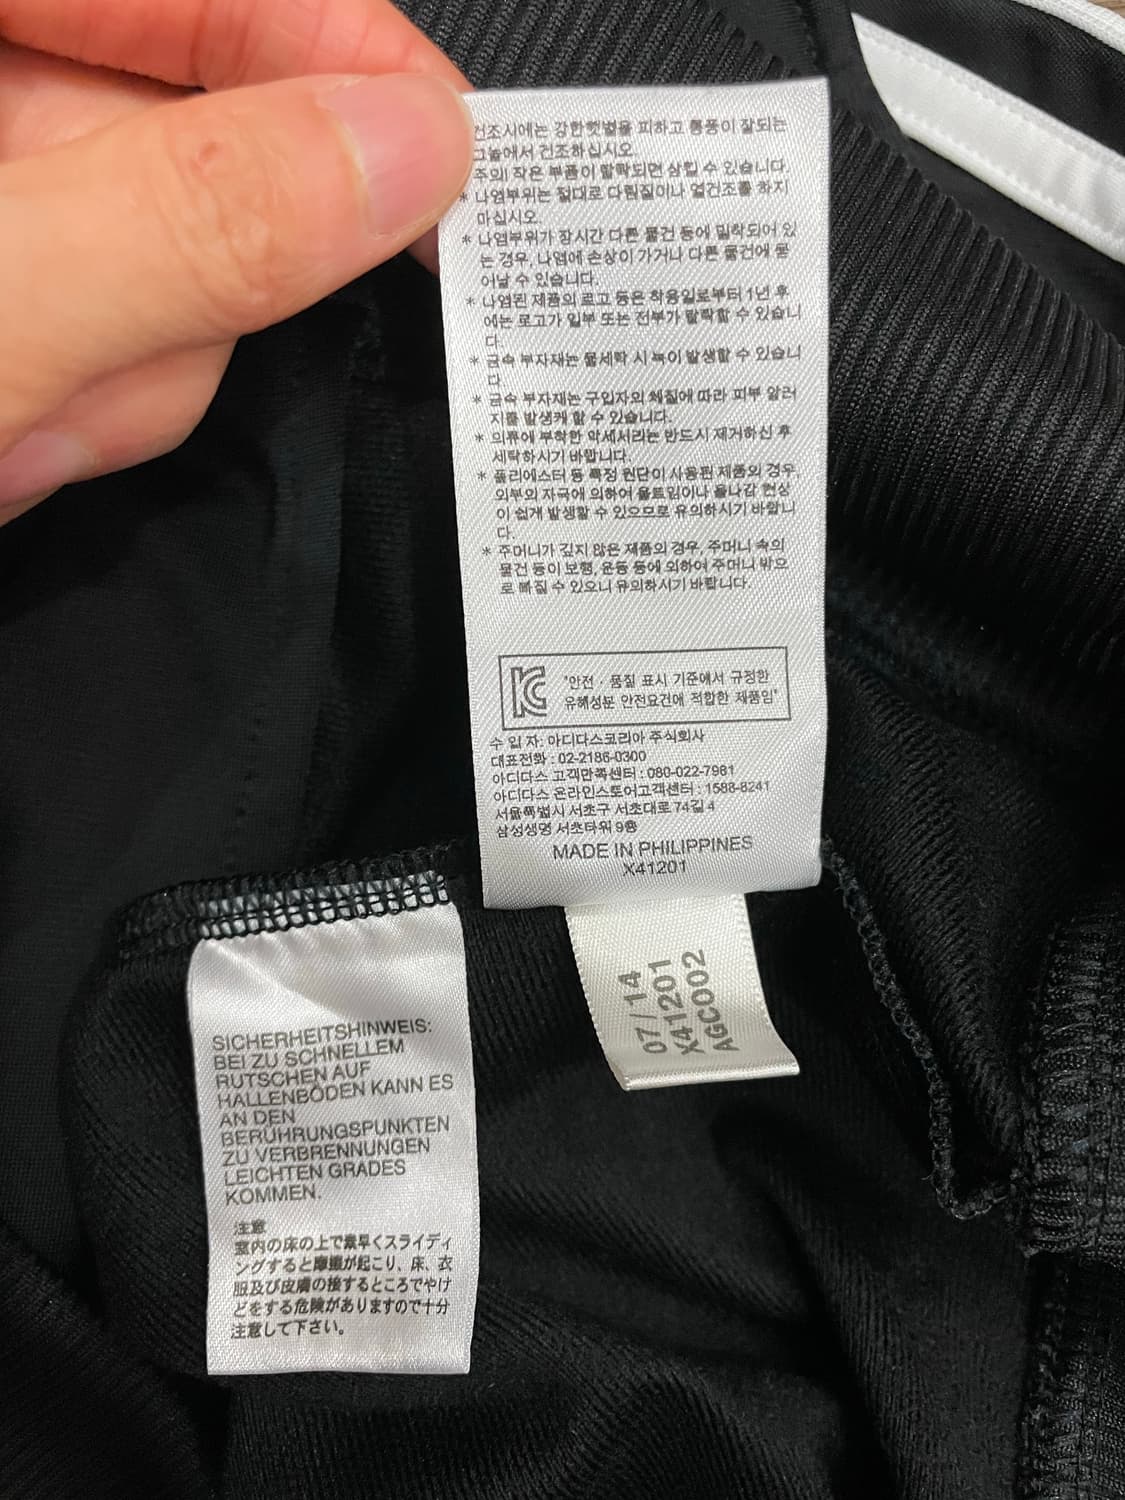 건조시에는 강한햇볕을 피하고 통풍이 잘되는
그늘에서 건조하십시오.
주의! 작은 부품이 탈락되면 삼킬 수 있습니다.
* 나염부위는 절대로 다림질이나 열건조를 하지
마십시오.
* 나염부위가 장시간 다른 물건 등에 밀착되어 있
는 경우, 나염에 손상이 가거나 다른 물건에 묻
어날 수 있습니다.
* 나염된 제품의 로고 등은 착용일로부터 1년 후
에는 로고가 일부 또는 전부가 탈락할 수 있습니
다.
* 금속 부자재는 물세탁 시 녹이 발생할 수 있습니
다.
* 금속 부자재는 구입자의 체질에 따라 피부 알러
지를 발생케 할 수 있습니다.
* 의류에 부착한 악세서리는 반드시 제거하신 후
세탁하시기 바랍니다.
* 폴리에스터 등 특정 원단이 사용된 제품의 경우,
외부의 자극에 의하여 올트임이나 올나감 현상
이 쉽게 발생할 수 있으므로 유의하시기 바랍니
다.
* 주머니가 깊지 않은 제품의 경우, 주머니 속의
물건 등이 보행, 운동 등에 의하여 주머니 밖으
로 빠질 수 있으니 유의하시기 바랍니다.
"안전 · 품질 표시 기준에서 규정한
유해성분 안전요건에 적합한 제품임"
수 입 자: 아디다스코리아 주식회사
대표전화 : 02-2186-0300
아디다스 고객만족센터 : 080-022-7981
아디다스 온라인스토어고객센터 : 1588-8241
서울특별시 서초구 서초대로 74길 4
삼성생명 서초타워 9층
MADE IN PHILIPPINES
X41201
07/14
X41201
AGC002
SICHERHEITSHINWEIS:
BEI ZU SCHNELLEM
RUTSCHEN AUF
HALLENBÖDEN KANN ES
AN DEN
BERÜHRUNGSPUNKTEN
ZU VERBRENNUNGEN
LEICHTEN GRADES
KOMMEN.
注意
室内の床の上で素早くスライディ
ングすると摩擦が起こり、床、衣
服及び皮膚の接するところでやけ
どをする危険がありますので十分
注意して下さい。